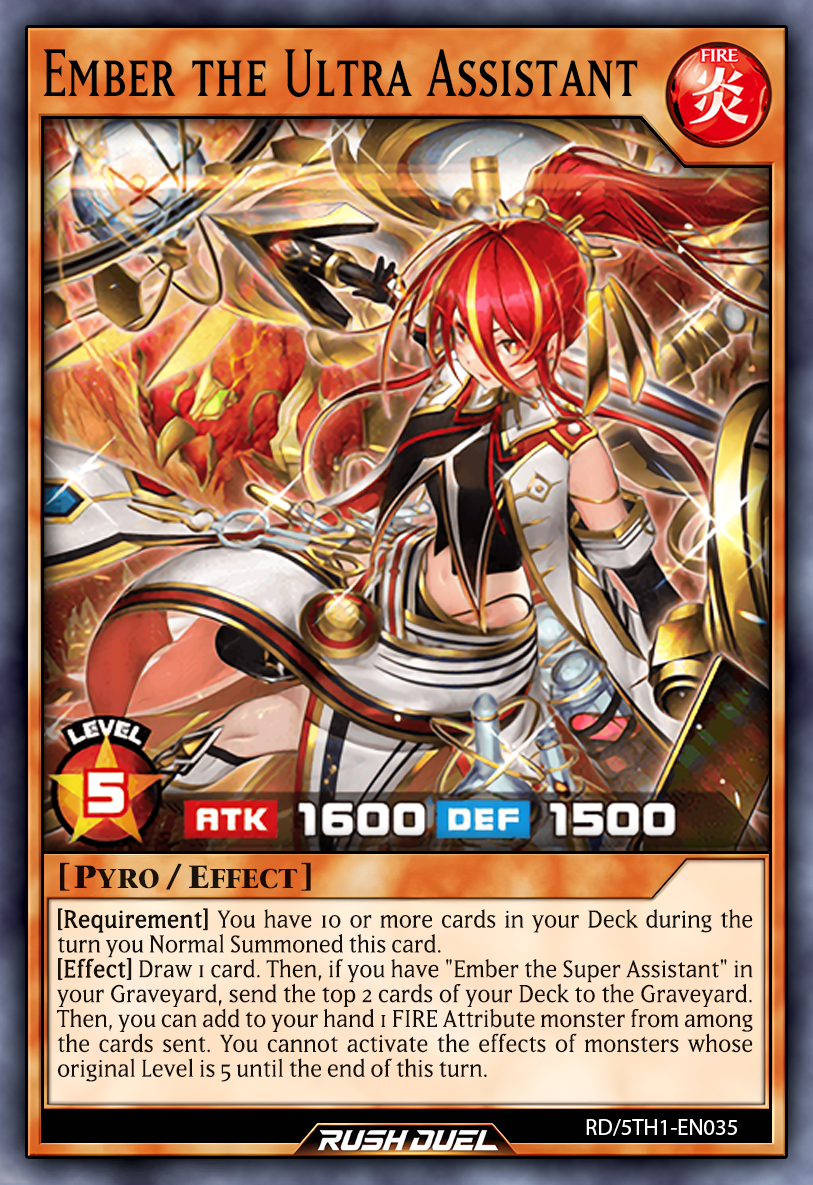 Ember the Ultra Assistant
FIRE
炎
LEVEL
5
ATK 1600 DEF 1500
[Pyro / Effect]
[Requirement] You have 10 or more cards in your Deck during the
turn you Normal Summoned this card.
[Effect] Draw 1 card. Then, if you have "Ember the Super Assistant" in
your Graveyard, send the top 2 cards of your Deck to the Graveyard.
Then, you can add to your hand 1 FIRE Attribute monster from among
the cards sent. You cannot activate the effects of monsters whose
original Level is 5 until the end of this turn.
RUSH DUEL
RD/5TH1-EN035